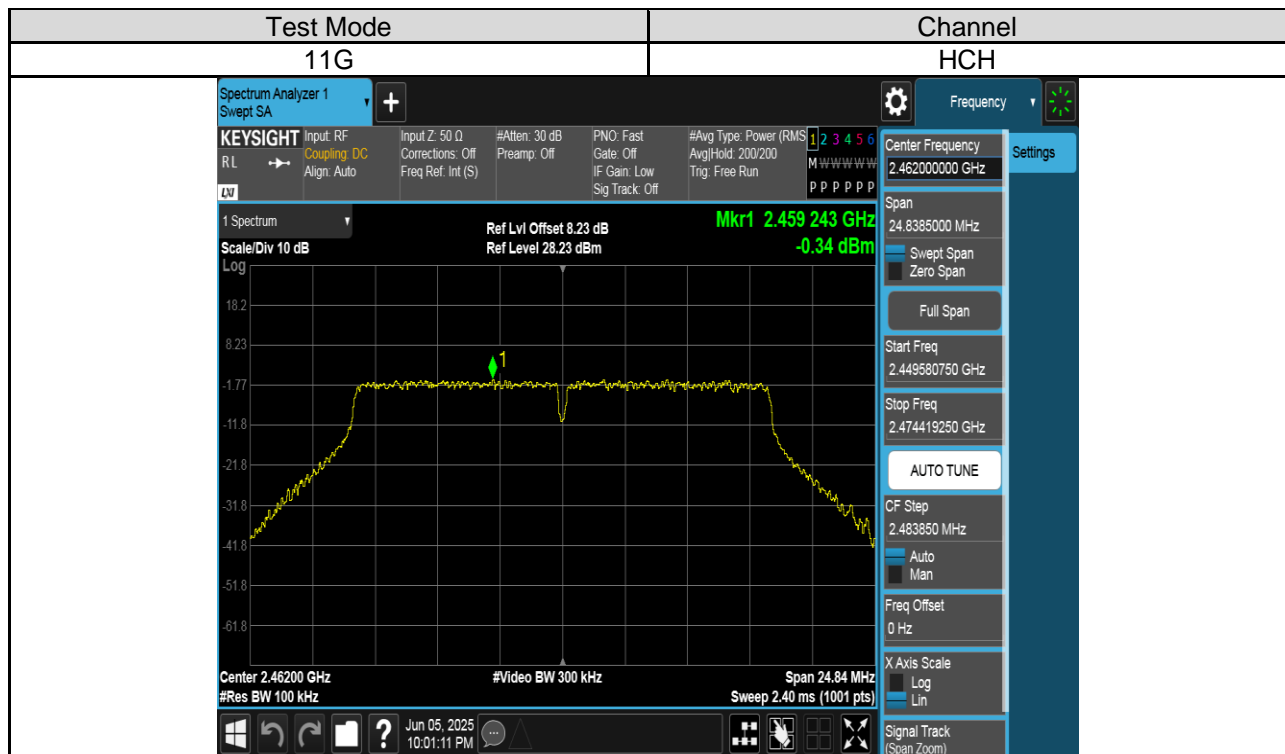 Test Mode Channel
11G HCH
Spectrum Analyzer 1
Swept SA
Frequency
KEYSIGHT Input: RF Input Z: 50 Ω #Atten: 30 dB PNO: Fast #Avg Type: Power (RMS 1 2 3 4 5 6
RL Coupling: DC Corrections: Off Preamp: Off Gate: Off Avg|Hold: 200/200 M W W W W W
Align: Auto Freq Ref: Int (S) IF Gain: Low Trig: Free Run
Sig Track: Off P P P P P P
LXI
1 Spectrum
Ref Lvl Offset 8.23 dB
Mkr1 2.459 243 GHz
Scale/Div 10 dB Ref Level 28.23 dBm -0.34 dBm
Log
18.2
8.23
-1.77
-11.8
-21.8
-31.8
-41.8
-51.8
-61.8
1
Center 2.46200 GHz #Video BW 300 kHz Span 24.84 MHz
#Res BW 100 kHz Sweep 2.40 ms (1001 pts)
Jun 05, 2025
10:01:11 PM
Center Frequency
2.462000000 GHz
Settings
Span
24.8385000 MHz
Swept Span
Zero Span
Full Span
Start Freq
2.449580750 GHz
Stop Freq
2.474419250 GHz
AUTO TUNE
CF Step
2.483850 MHz
Auto
Man
Freq Offset
0 Hz
X Axis Scale
Log
Lin
Signal Track
(Span Zoom)